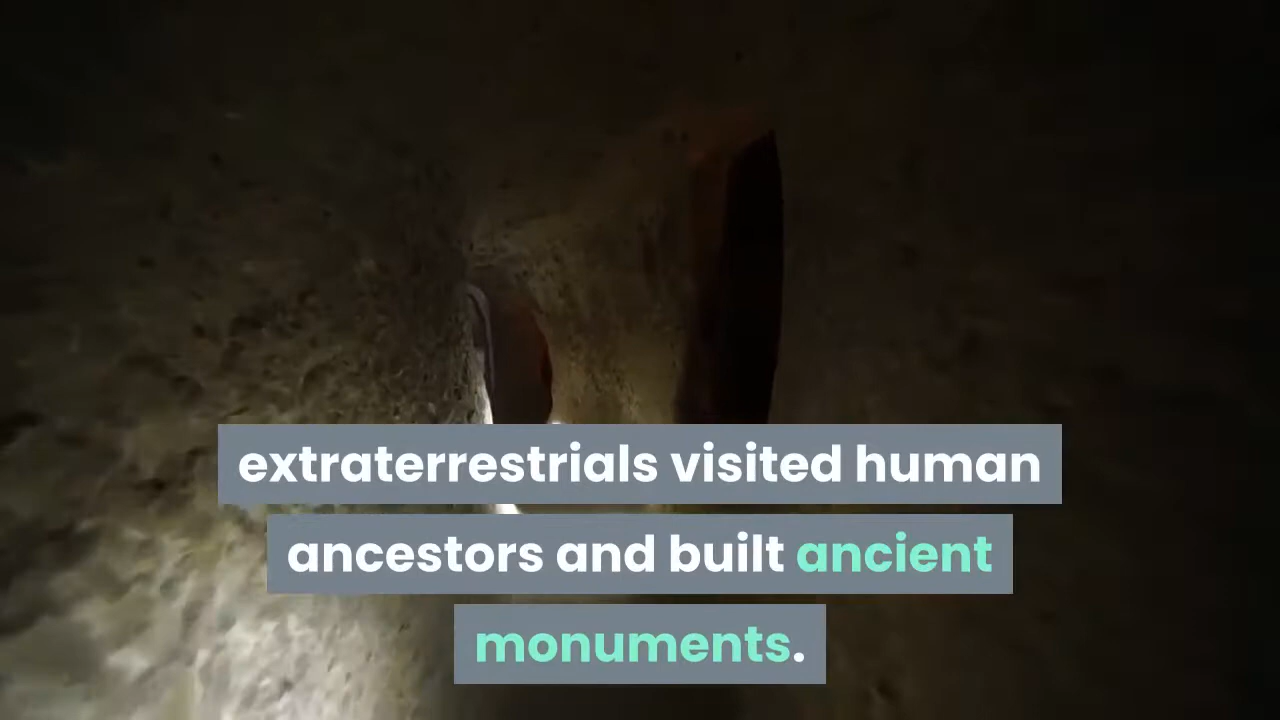 extraterrestrials visited human
ancestors and built ancient
monuments.